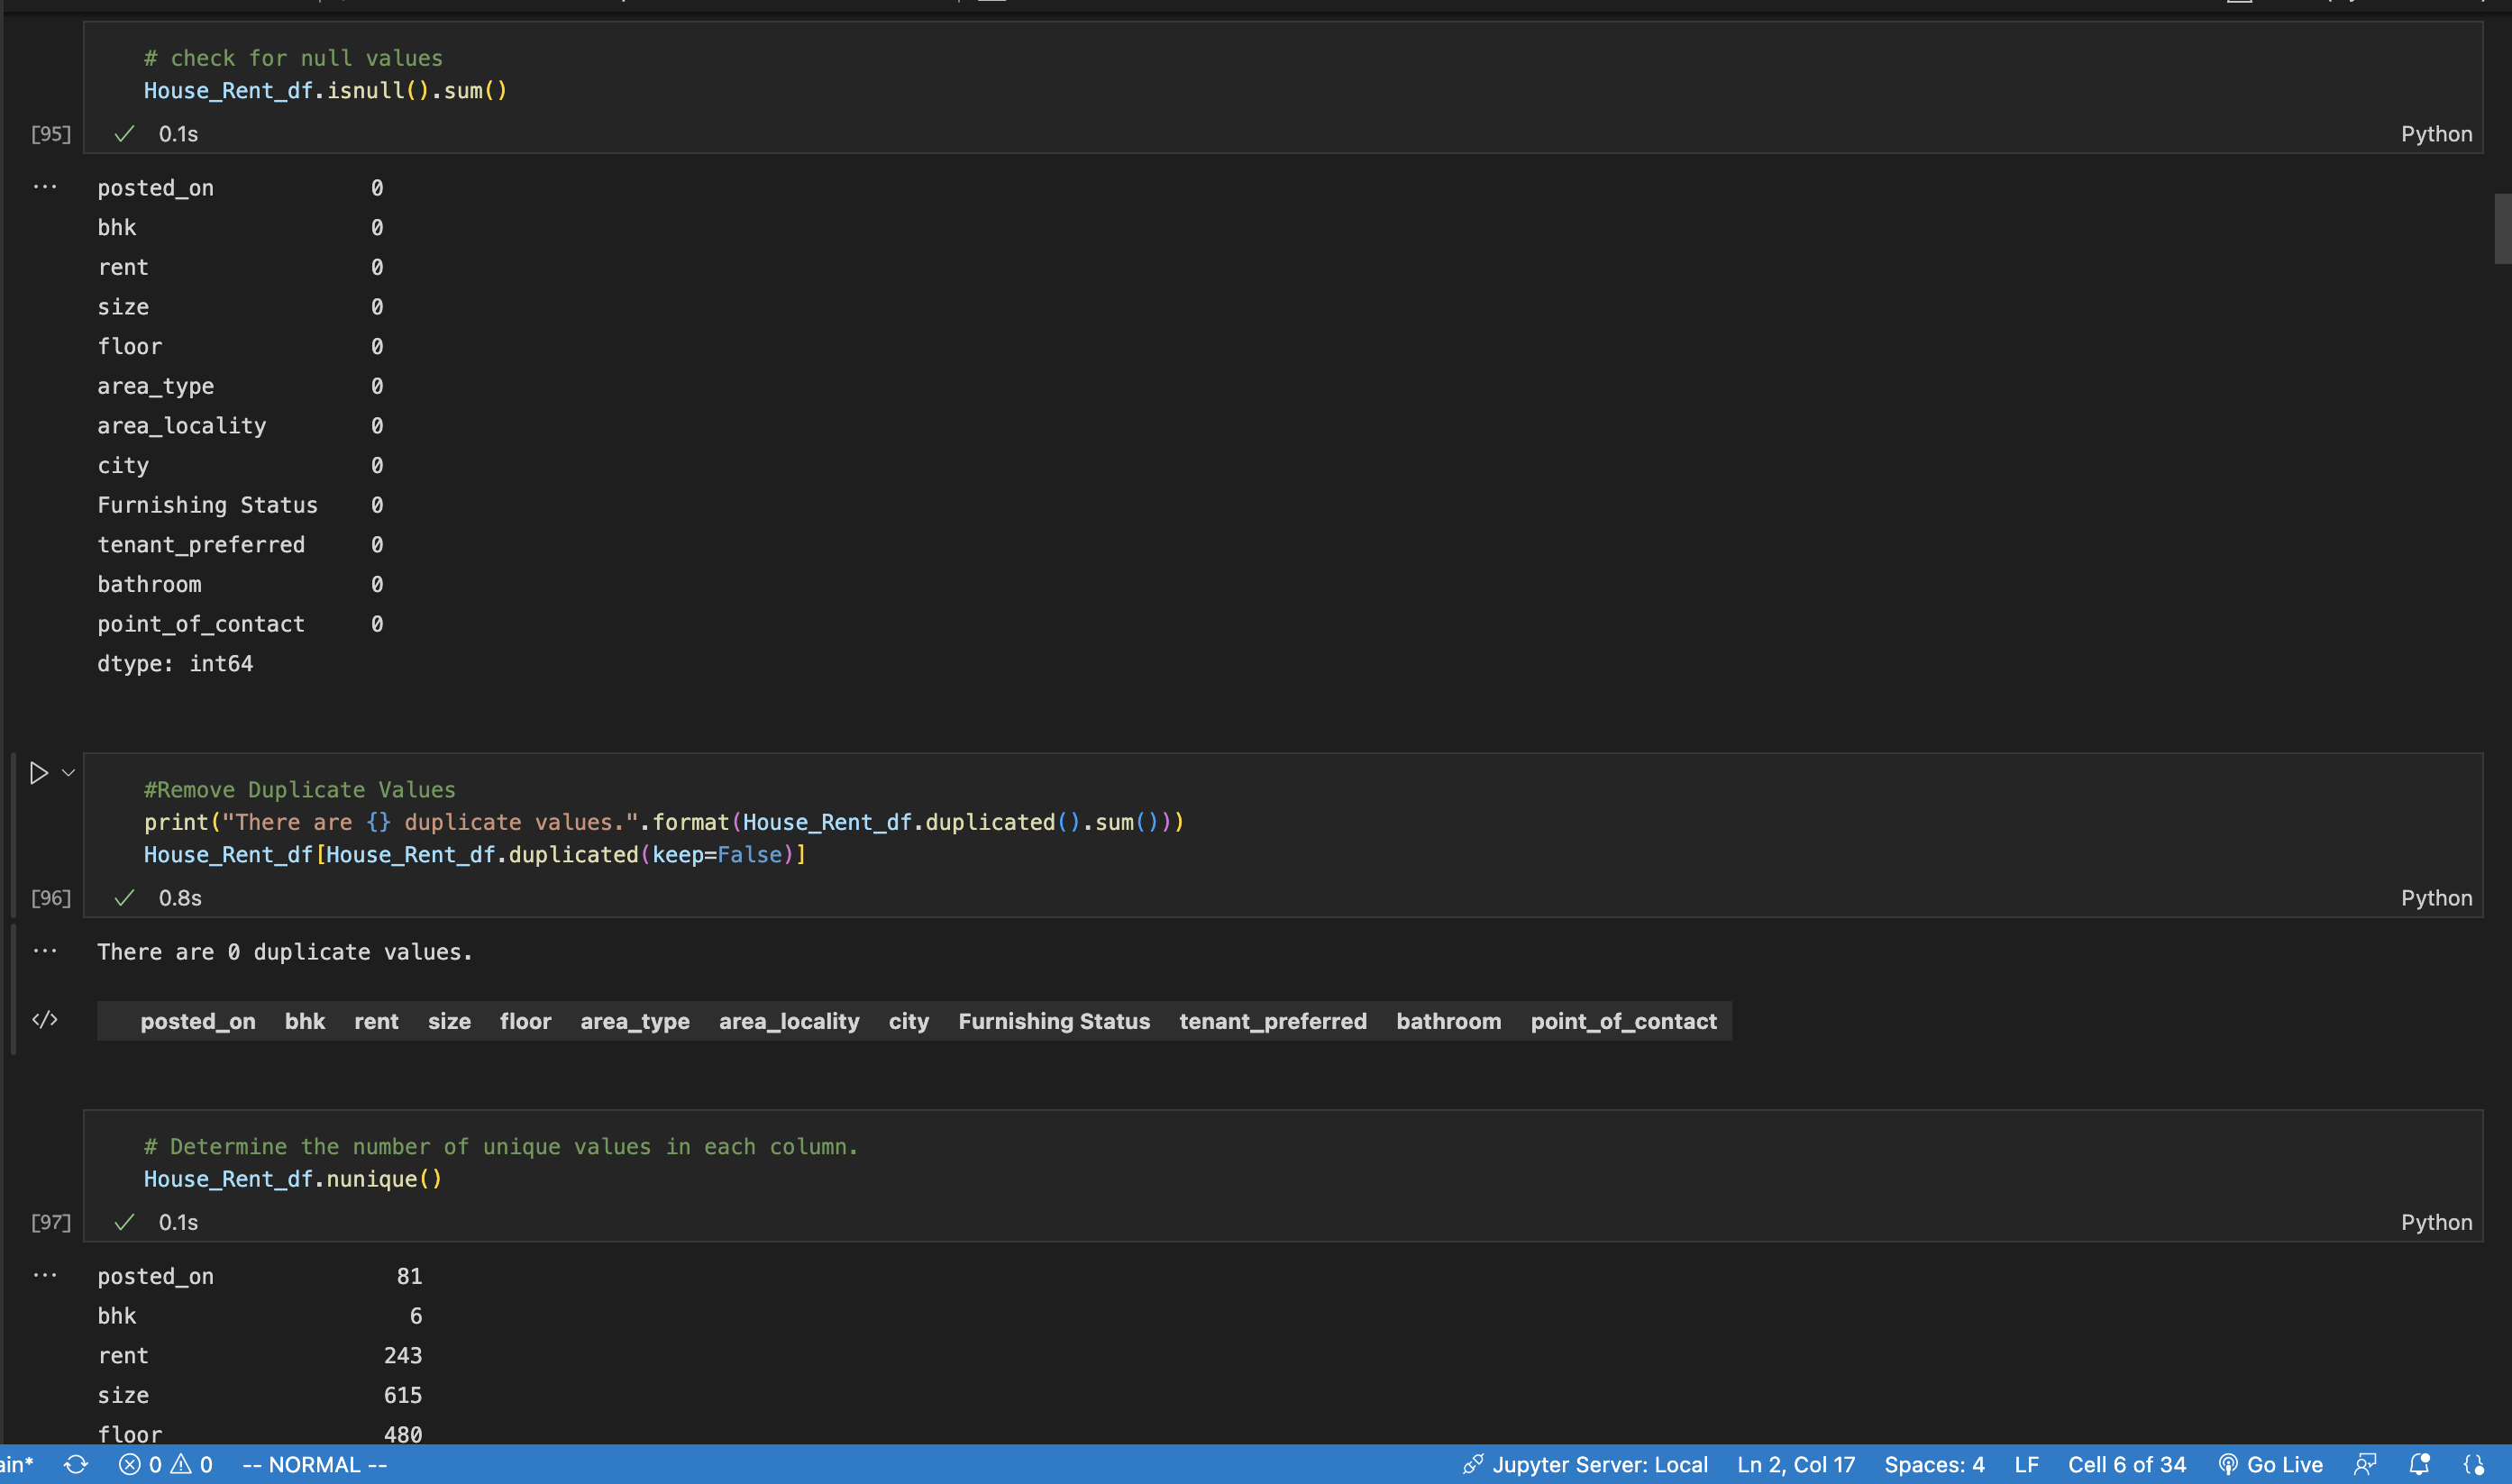 # check for null values
House_Rent_df.isnull().sum()
[95] 0.1s Python
... posted_on 0
bhk 0
rent 0
size 0
floor 0
area_type 0
area_locality 0
city 0
Furnishing Status 0
tenant_preferred 0
bathroom 0
point_of_contact 0
dtype: int64
#Remove Duplicate Values
print("There are {} duplicate values.".format(House_Rent_df.duplicated().sum()))
House_Rent_df[House_Rent_df.duplicated(keep=False)]
[96] 0.8s Python
... There are 0 duplicate values.
</> posted_on bhk rent size floor area_type area_locality city Furnishing Status tenant_preferred bathroom point_of_contact
# Determine the number of unique values in each column.
House_Rent_df.nunique()
[97] 0.1s Python
... posted_on 81
bhk 6
rent 243
size 615
floor 480
ain* 0 0 -- NORMAL -- Jupyter Server: Local Ln 2, Col 17 Spaces: 4 LF Cell 6 of 34 Go Live